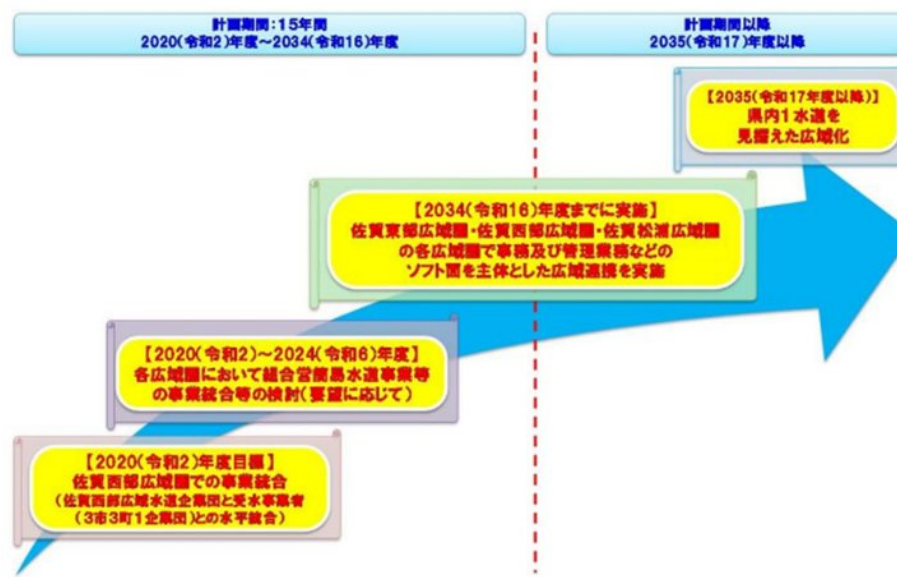 計画期間：15年間
2020(令和2)年度～2034(令和16)年度
計画期間以降
2035(令和17)年度以降
【2035(令和17年度以降)】
県内1水道を
見据えた広域化
【2034(令和16)年度までに実施】
佐賀東部広域圏・佐賀西部広域圏・佐賀松浦広域圏
の各広域圏で事務及び管理業務などの
ソフト面を主体とした広域連携を実施
【2020(令和2)～2024(令和6)年度】
各広域圏において組合営簡易水道事業等
の事業統合等の検討(要望に応じて)
【2020(令和2)年度目標】
佐賀西部広域圏での事業統合
(佐賀西部広域水道企業団と受水事業者
(3市3町1企業団)との水平統合)